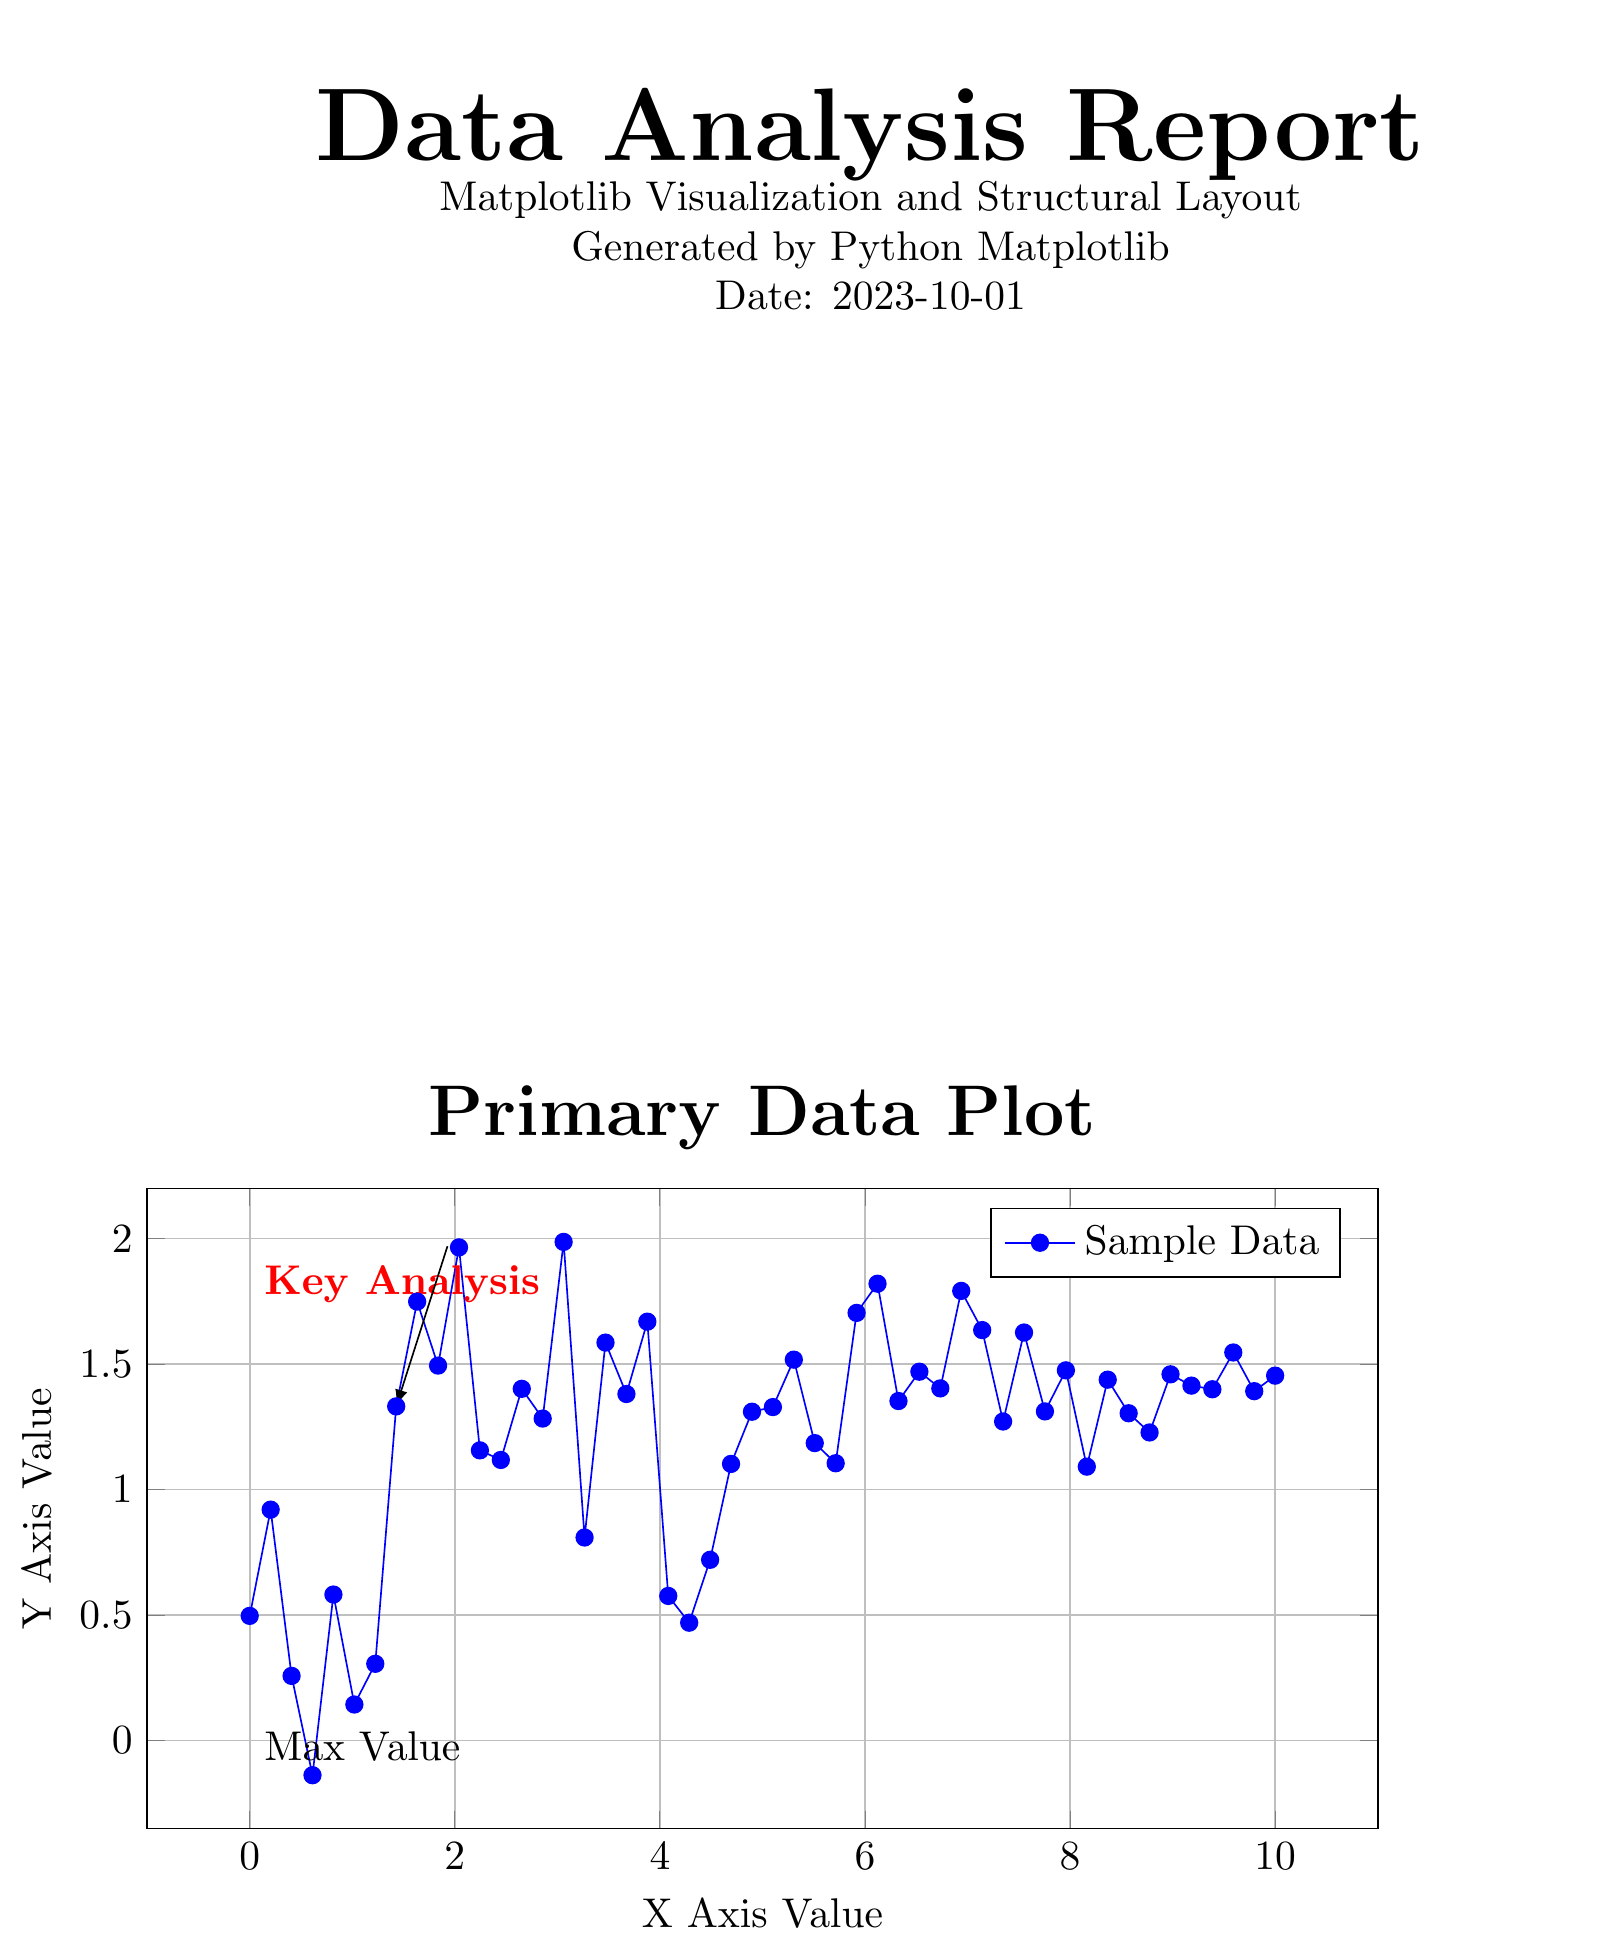 Data Analysis Report
Matplotlib Visualization and Structural Layout
Generated by Python Matplotlib
Date: 2023-10-01
Primary Data Plot
Sample Data
Key Analysis
Max Value
2
1.5
1
0.5
0
Y Axis Value
0 2 4 6 8 10
X Axis Value